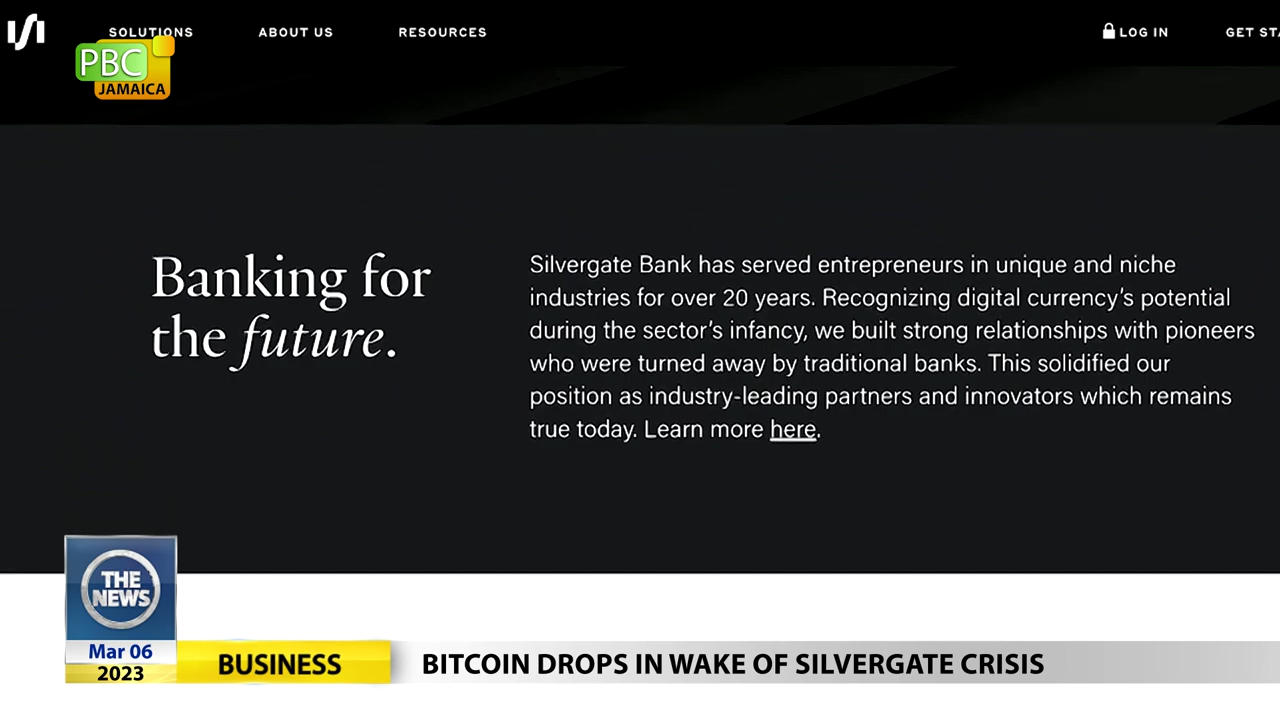 SOLUTIONS
ABOUT US
RESOURCES
LOG IN
GET STA
PBC
JAMAICA
Banking for
the future.
Silvergate Bank has served entrepreneurs in unique and niche
industries for over 20 years. Recognizing digital currency's potential
during the sector's infancy, we built strong relationships with pioneers
who were turned away by traditional banks. This solidified our
position as industry-leading partners and innovators which remains
true today. Learn more here.
THE
NEWS
Mar 06
2023
BUSINESS
BITCOIN DROPS IN WAKE OF SILVERGATE CRISIS